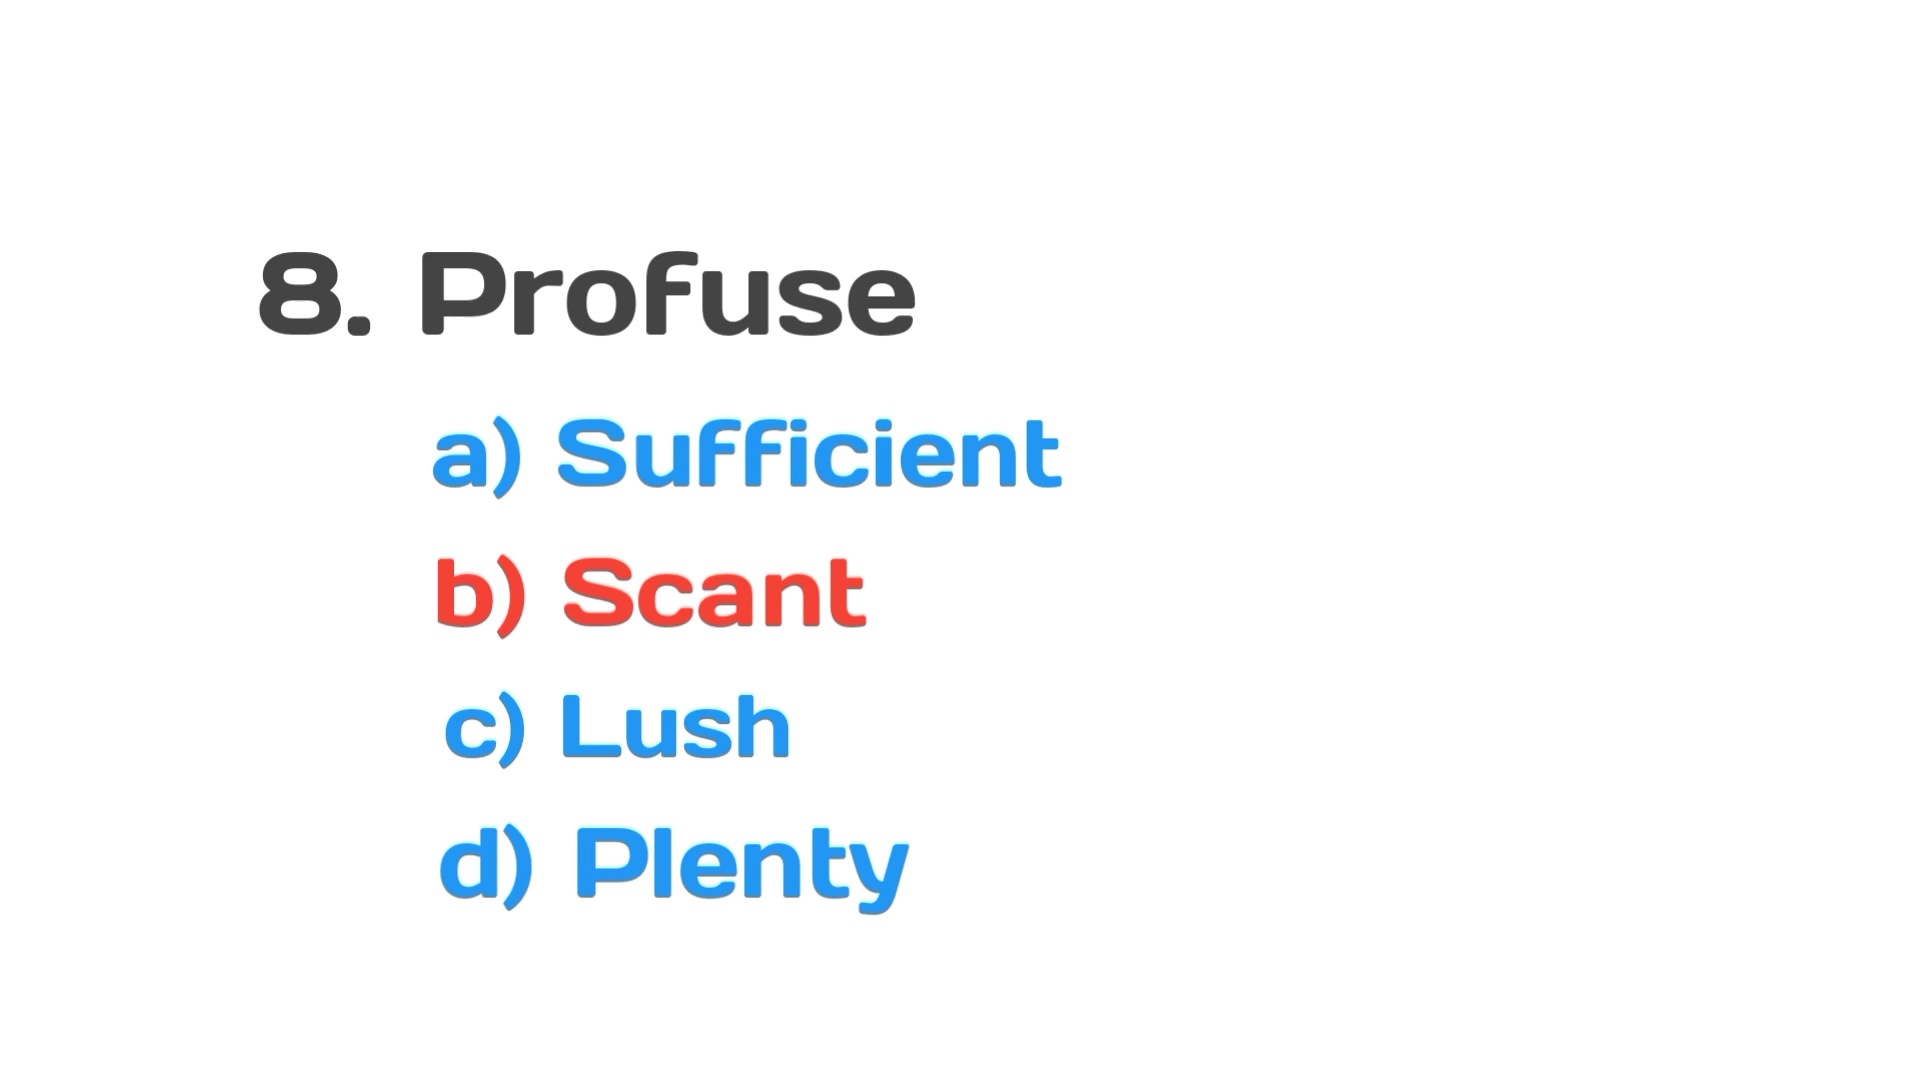 8. Profuse
a) Sufficient
b) Scant
c) Lush
d) Plenty